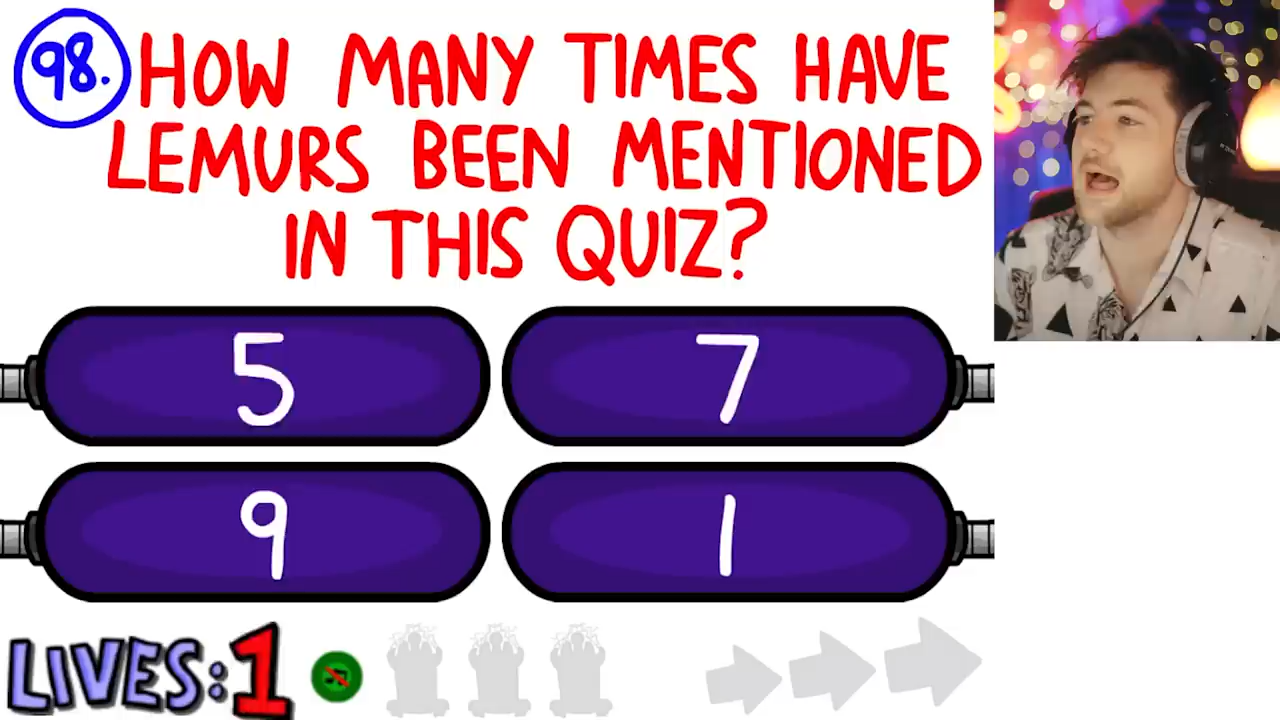 98. HOW MANY TIMES HAVE
LEMURS BEEN MENTIONED
IN THIS QUIZ?
5
7
9
1
LIVES:1